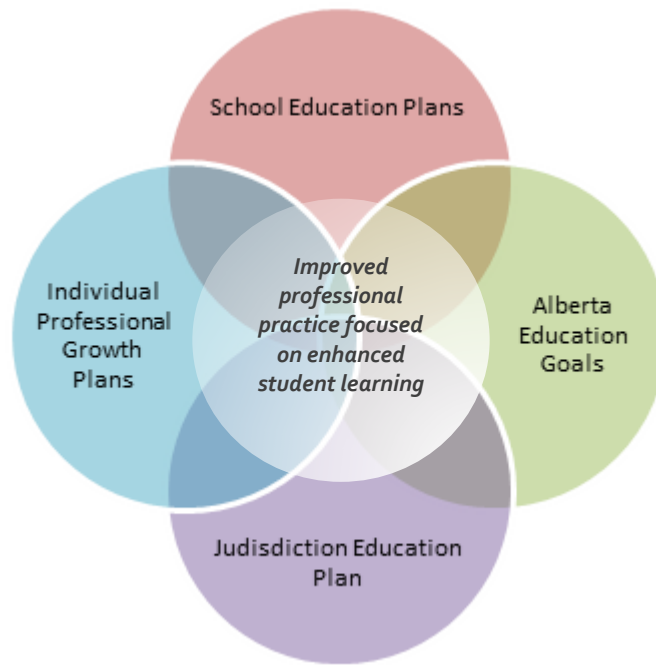 School Education Plans
Individual
Professional
Growth
Plans
Improved
professional
practice focused
on enhanced
student learning
Alberta
Education
Goals
Judisdiction Education
Plan